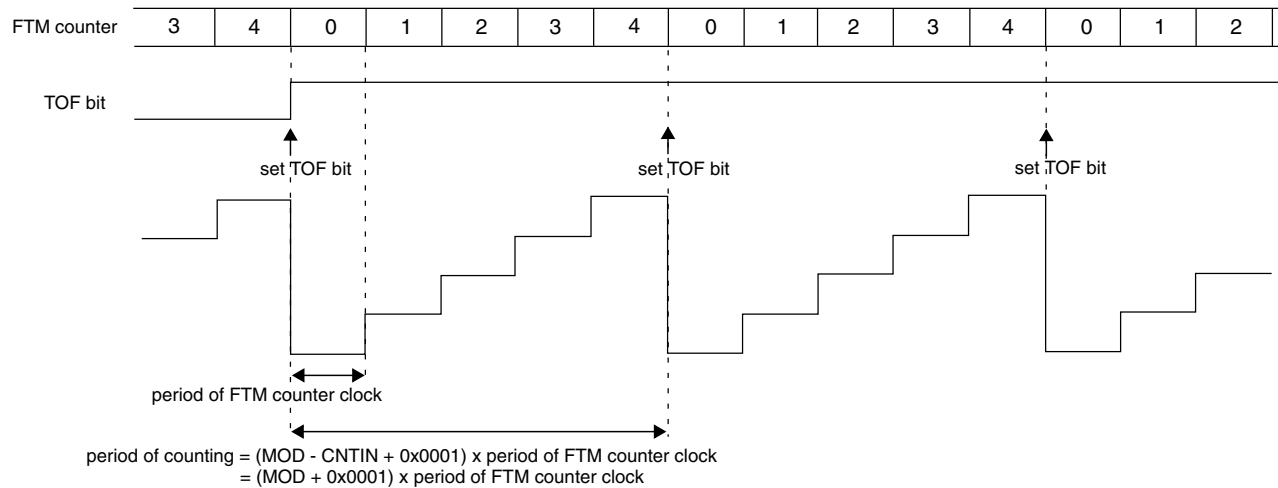 FTM counter 3 4 0 1 2 3 4 0 1 2 3 4 0 1 2
TOF bit
set TOF bit set TOF bit set TOF bit
period of FTM counter clock
period of counting = (MOD - CNTIN + 0x0001) x period of FTM counter clock
= (MOD + 0x0001) x period of FTM counter clock